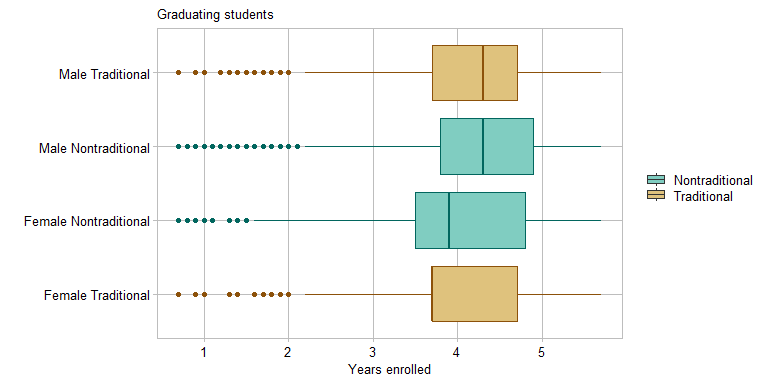 Graduating students
Male Traditional
Male Nontraditional
Female Nontraditional
Female Traditional
1 2 3 4 5
Years enrolled
Nontraditional
Traditional